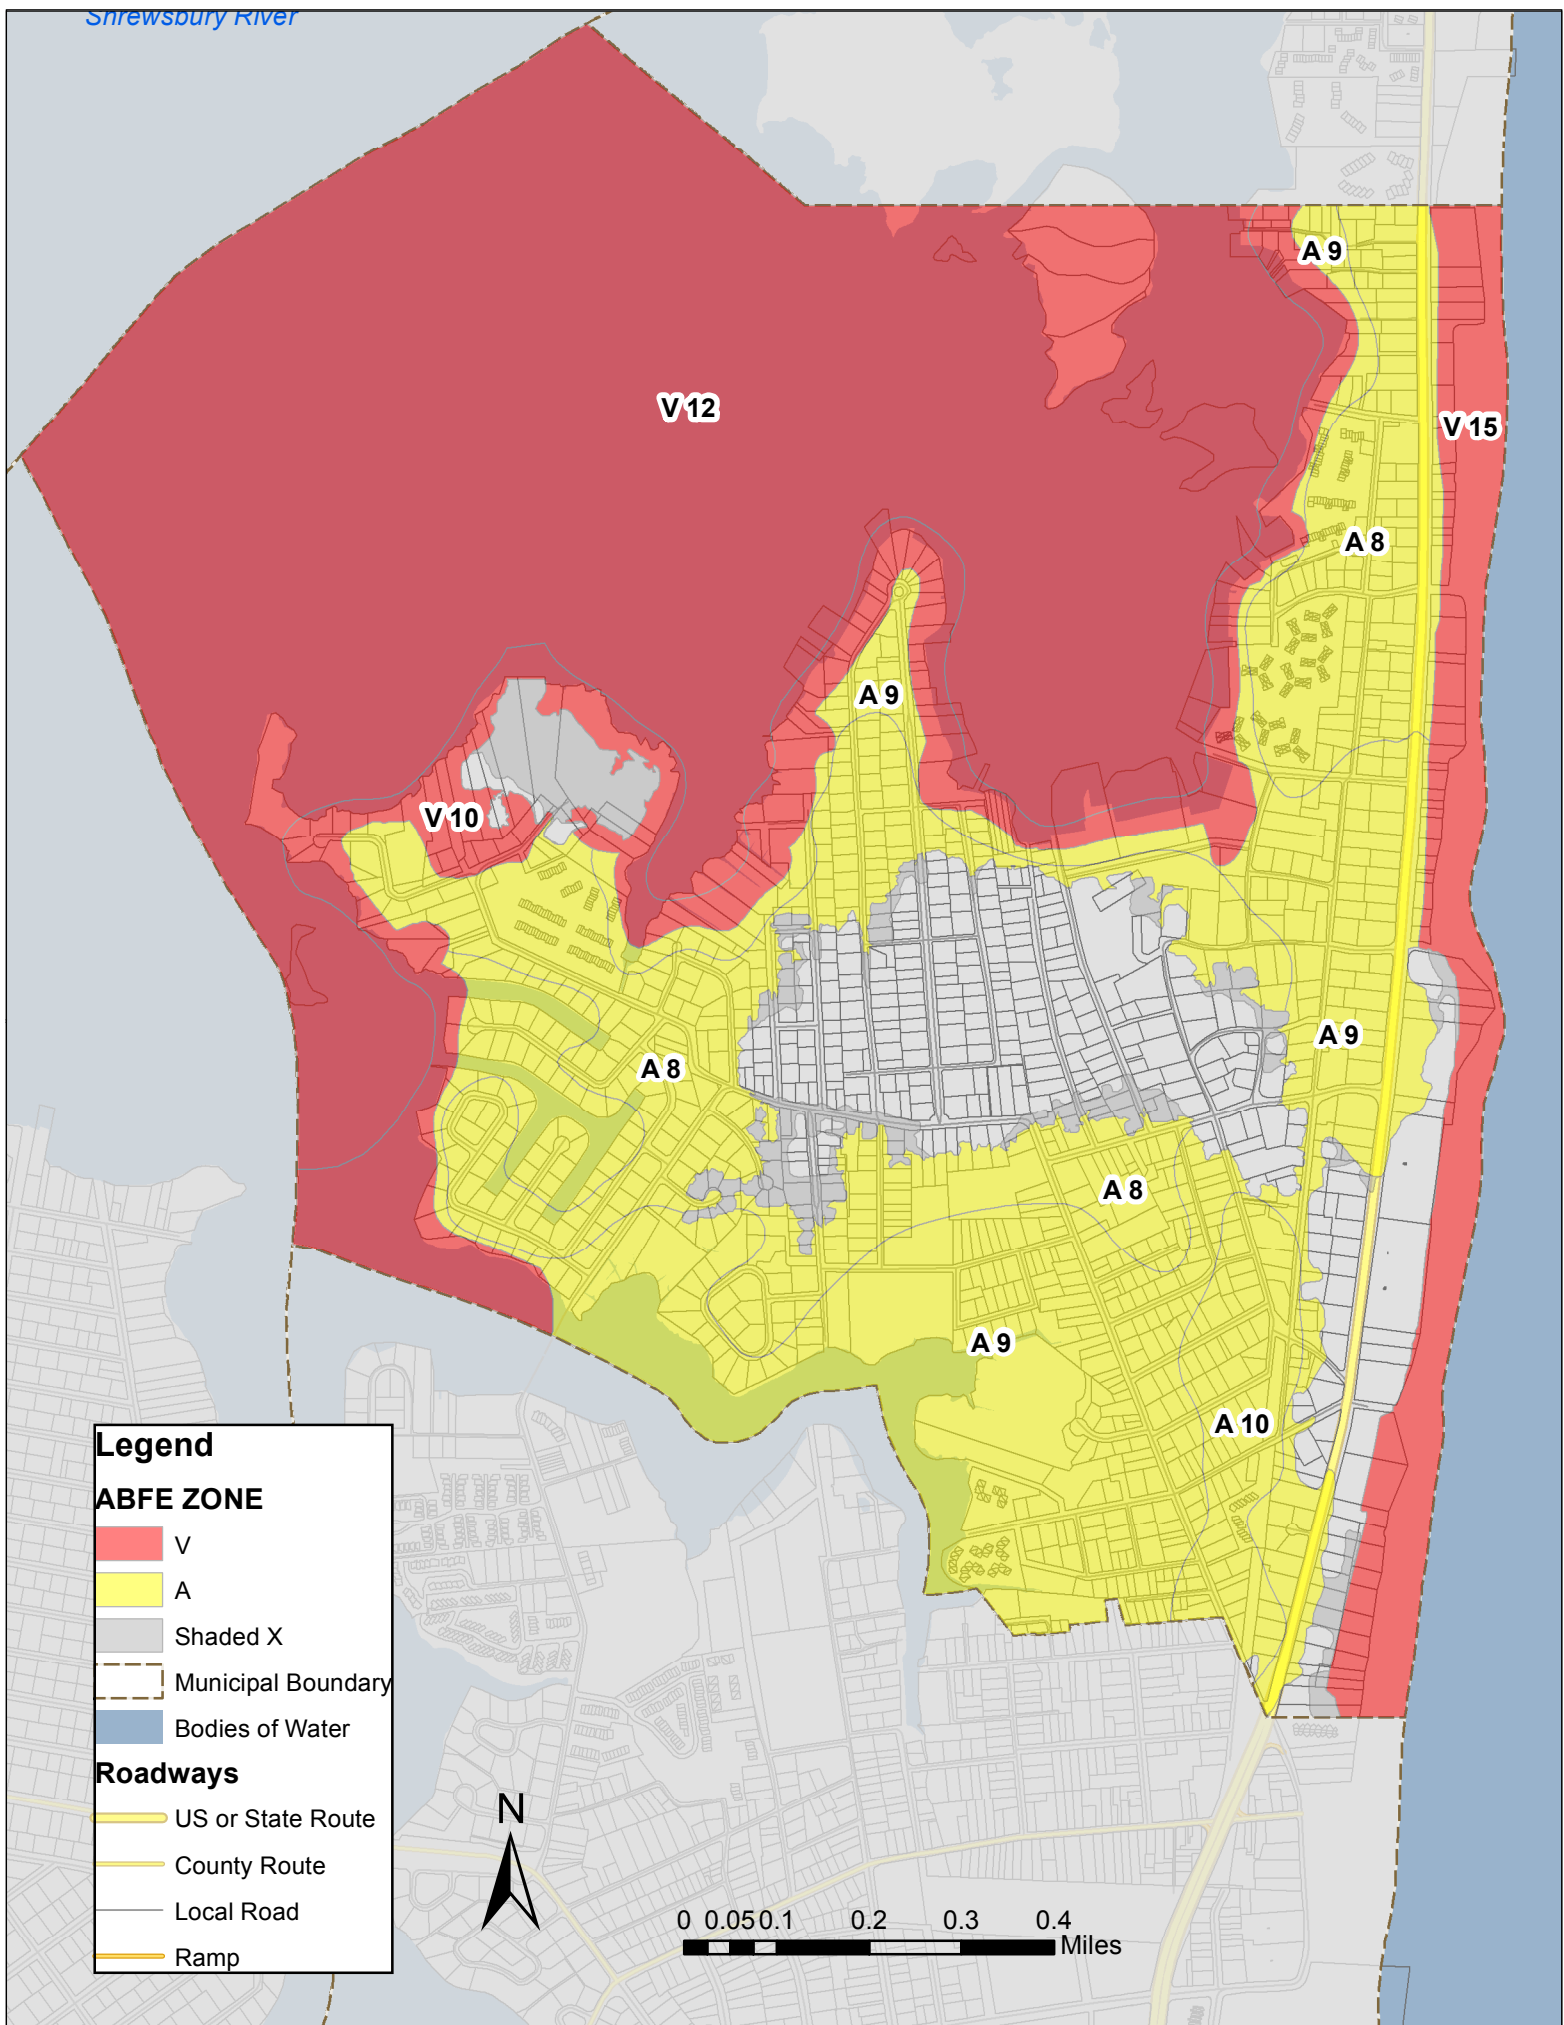 Shrewsbury River
A 9
V 12
V 15
A 8
A 9
V 10
A 9
A 8
A 8
A 9
A 10
Legend
ABFE ZONE
V
A
Shaded X
Municipal Boundary
Bodies of Water
Roadways
US or State Route
County Route
Local Road
Ramp
N
0 0.05 0.1 0.2 0.3 0.4
Miles